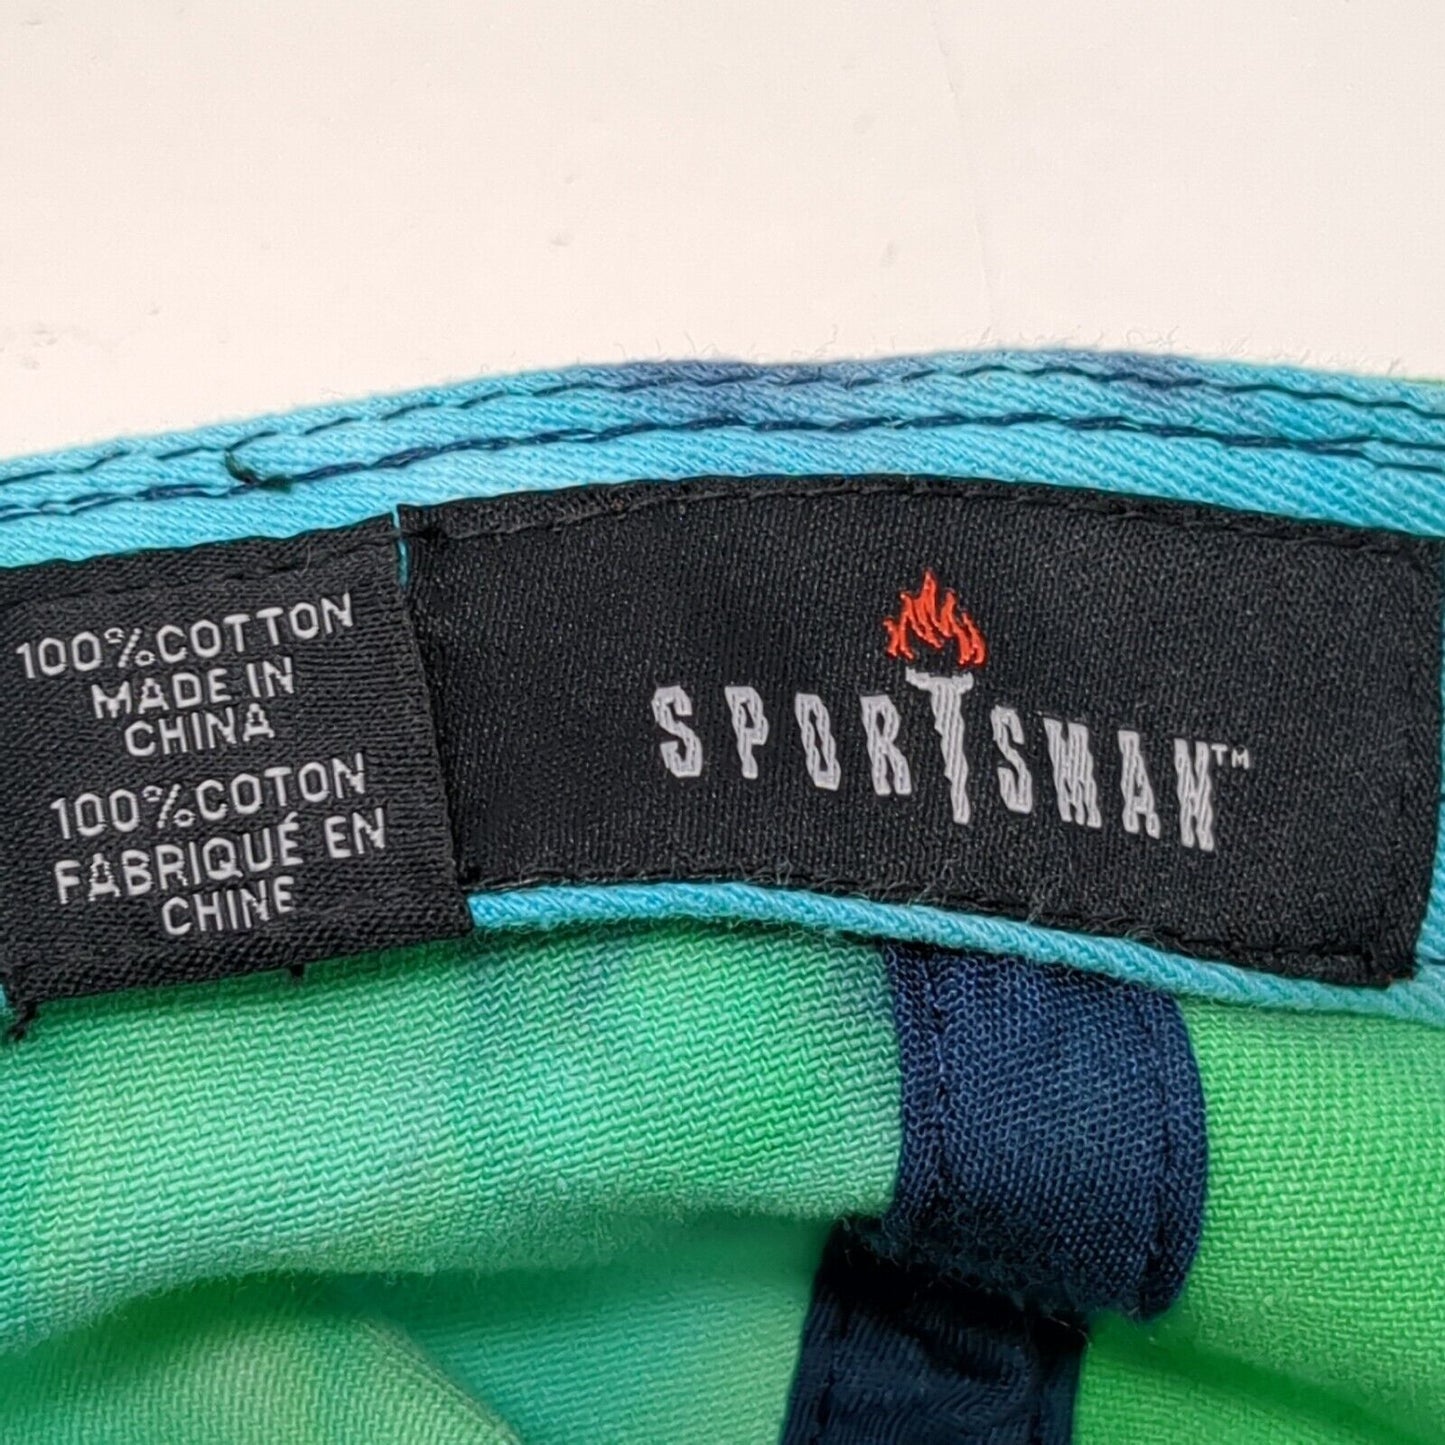 100%COTTON
MADE IN
CHINA
100%COTON
FABRIQUÉ EN
CHINE
SPORTSMAN™